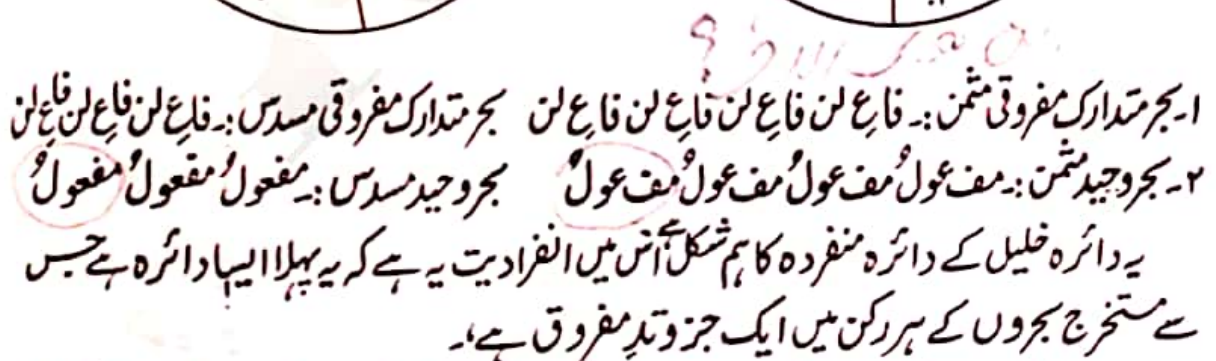 ۱۔ بحر متدارک مفروقی مثمن :۔ فاعِ لن فاعِ لن فاعِ لن فاعِ لن بحر متدارک مفروقی مسدس :۔ فاعِ لن فاعِ لن فاعِ لن
۲۔ بحر وحید مثمن :۔ مف عولُ مف عولُ مف عولُ مف عولُ بحر وحید مسدس :۔ مفعولُ مفعولُ مفعولُ
یہ دائرہ خلیل کے دائرہ منفردہ کا ہم شکل ہے اس میں انفرادیت یہ ہے کہ یہ پہلا ایسا دائرہ ہے جس
سے مستخرج بحروں کے ہر رکن میں ایک جز وتدِ مفروق ہے،۔